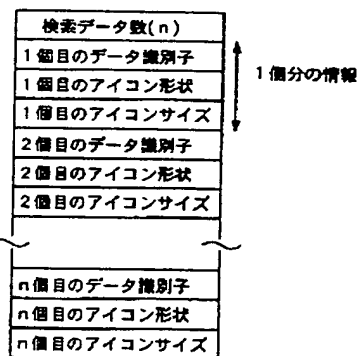 検索データ数(n)
1個目のデータ識別子
1個目のアイコン形状
1個目のアイコンサイズ
2個目のデータ識別子
2個目のアイコン形状
2個目のアイコンサイズ
n個目のデータ識別子
n個目のアイコン形状
n個目のアイコンサイズ
1個分の情報